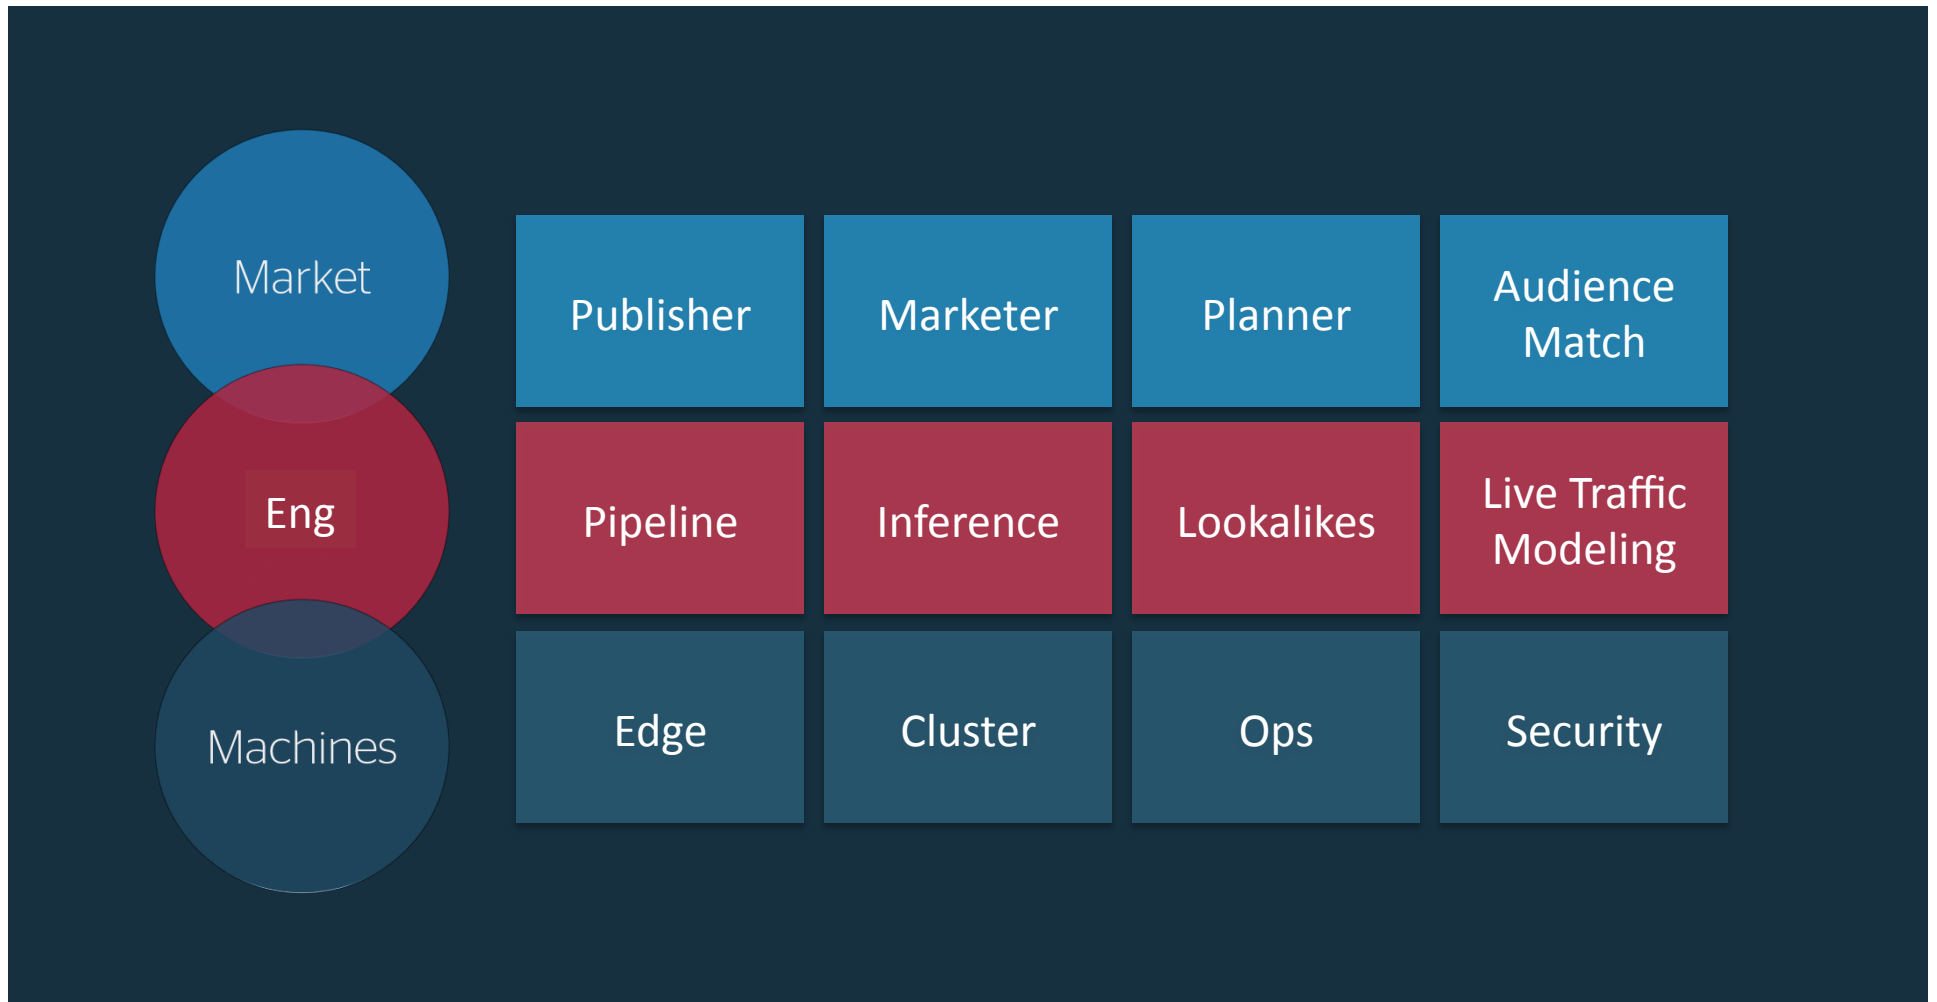 Market
Publisher
Marketer
Planner
Audience
Match
Eng
Pipeline
Inference
Lookalikes
Live Traffic
Modeling
Machines
Edge
Cluster
Ops
Security